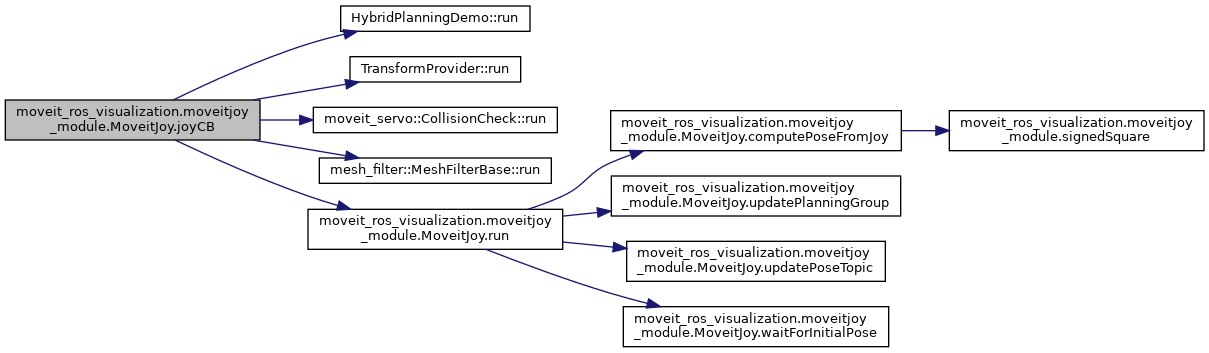 HybridPlanningDemo::run
TransformProvider::run
moveit_ros_visualization.moveitjoy
_module.MoveitJoy.joyCB
moveit_servo::CollisionCheck::run
mesh_filter::MeshFilterBase::run
moveit_ros_visualization.moveitjoy
_module.MoveitJoy.run
moveit_ros_visualization.moveitjoy
_module.MoveitJoy.computePoseFromJoy
moveit_ros_visualization.moveitjoy
_module.signedSquare
moveit_ros_visualization.moveitjoy
_module.MoveitJoy.updatePlanningGroup
moveit_ros_visualization.moveitjoy
_module.MoveitJoy.updatePoseTopic
moveit_ros_visualization.moveitjoy
_module.MoveitJoy.waitForInitialPose